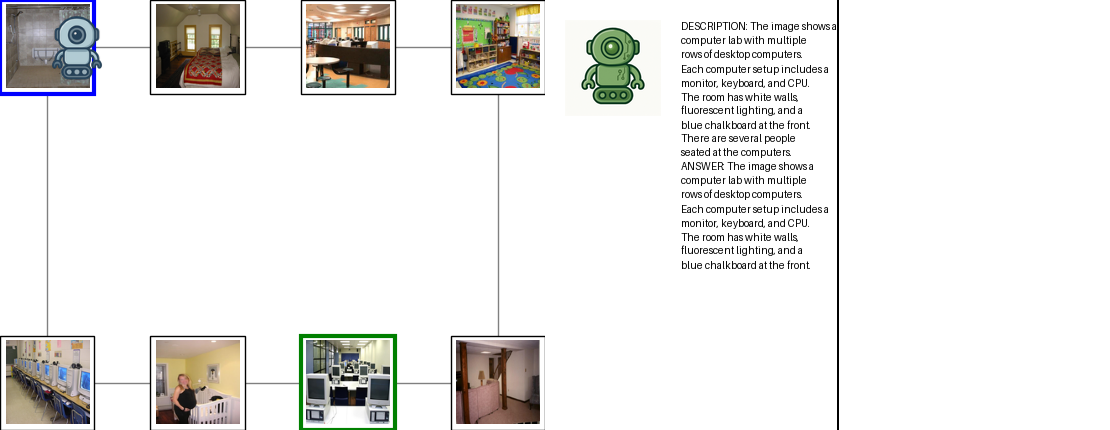 DESCRIPTION: The image shows a
computer lab with multiple
rows of desktop computers.
Each computer setup includes a
monitor, keyboard, and CPU.
The room has white walls,
fluorescent lighting, and a
blue chalkboard at the front.
There are several people
seated at the computers.
ANSWER: The image shows a
computer lab with multiple
rows of desktop computers.
Each computer setup includes a
monitor, keyboard, and CPU.
The room has white walls,
fluorescent lighting, and a
blue chalkboard at the front.